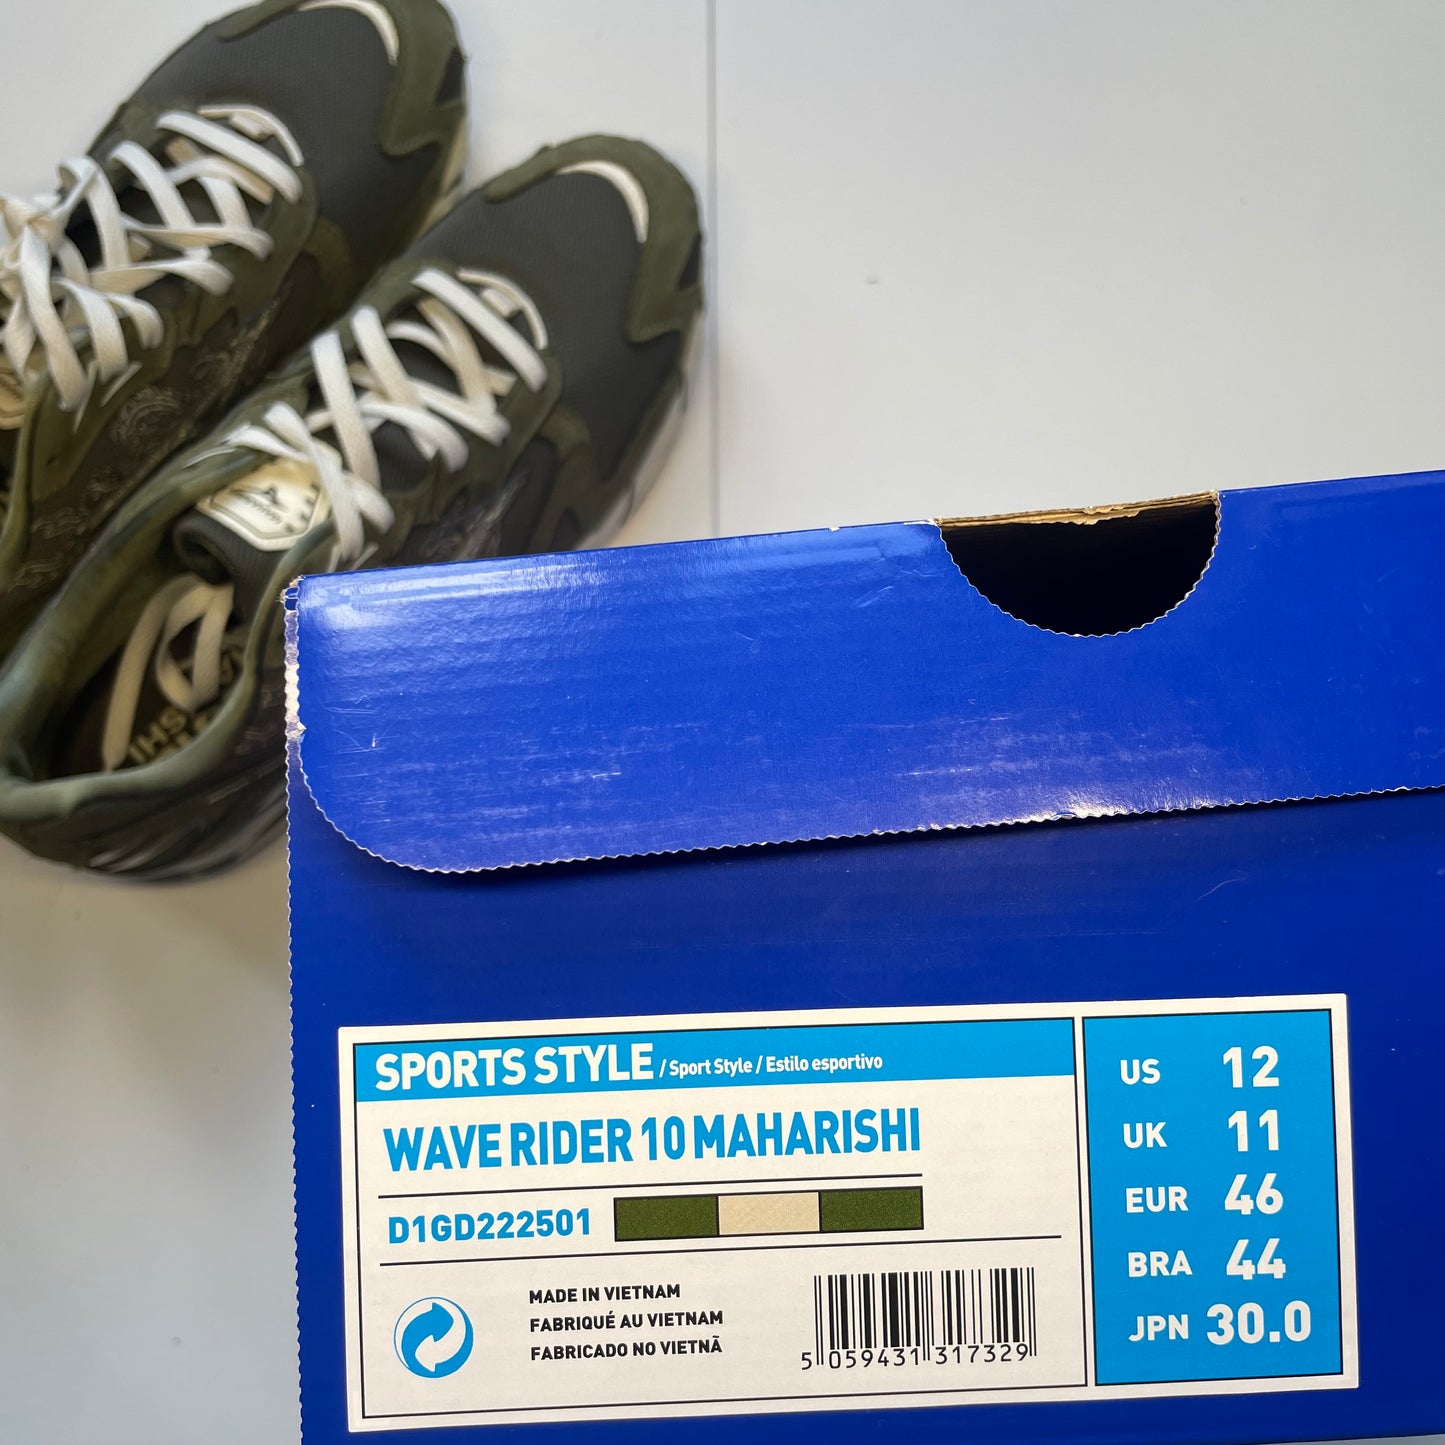 SHI
SPORTS STYLE / Sport Style / Estilo esportivo
WAVE RIDER 10 MAHARISHI
D1GD222501
MADE IN VIETNAM
FABRIQUÉ AU VIETNAM
FABRICADO NO VIETNÃ
5 059431 317329
US 12
UK 11
EUR 46
BRA 44
JPN 30.0